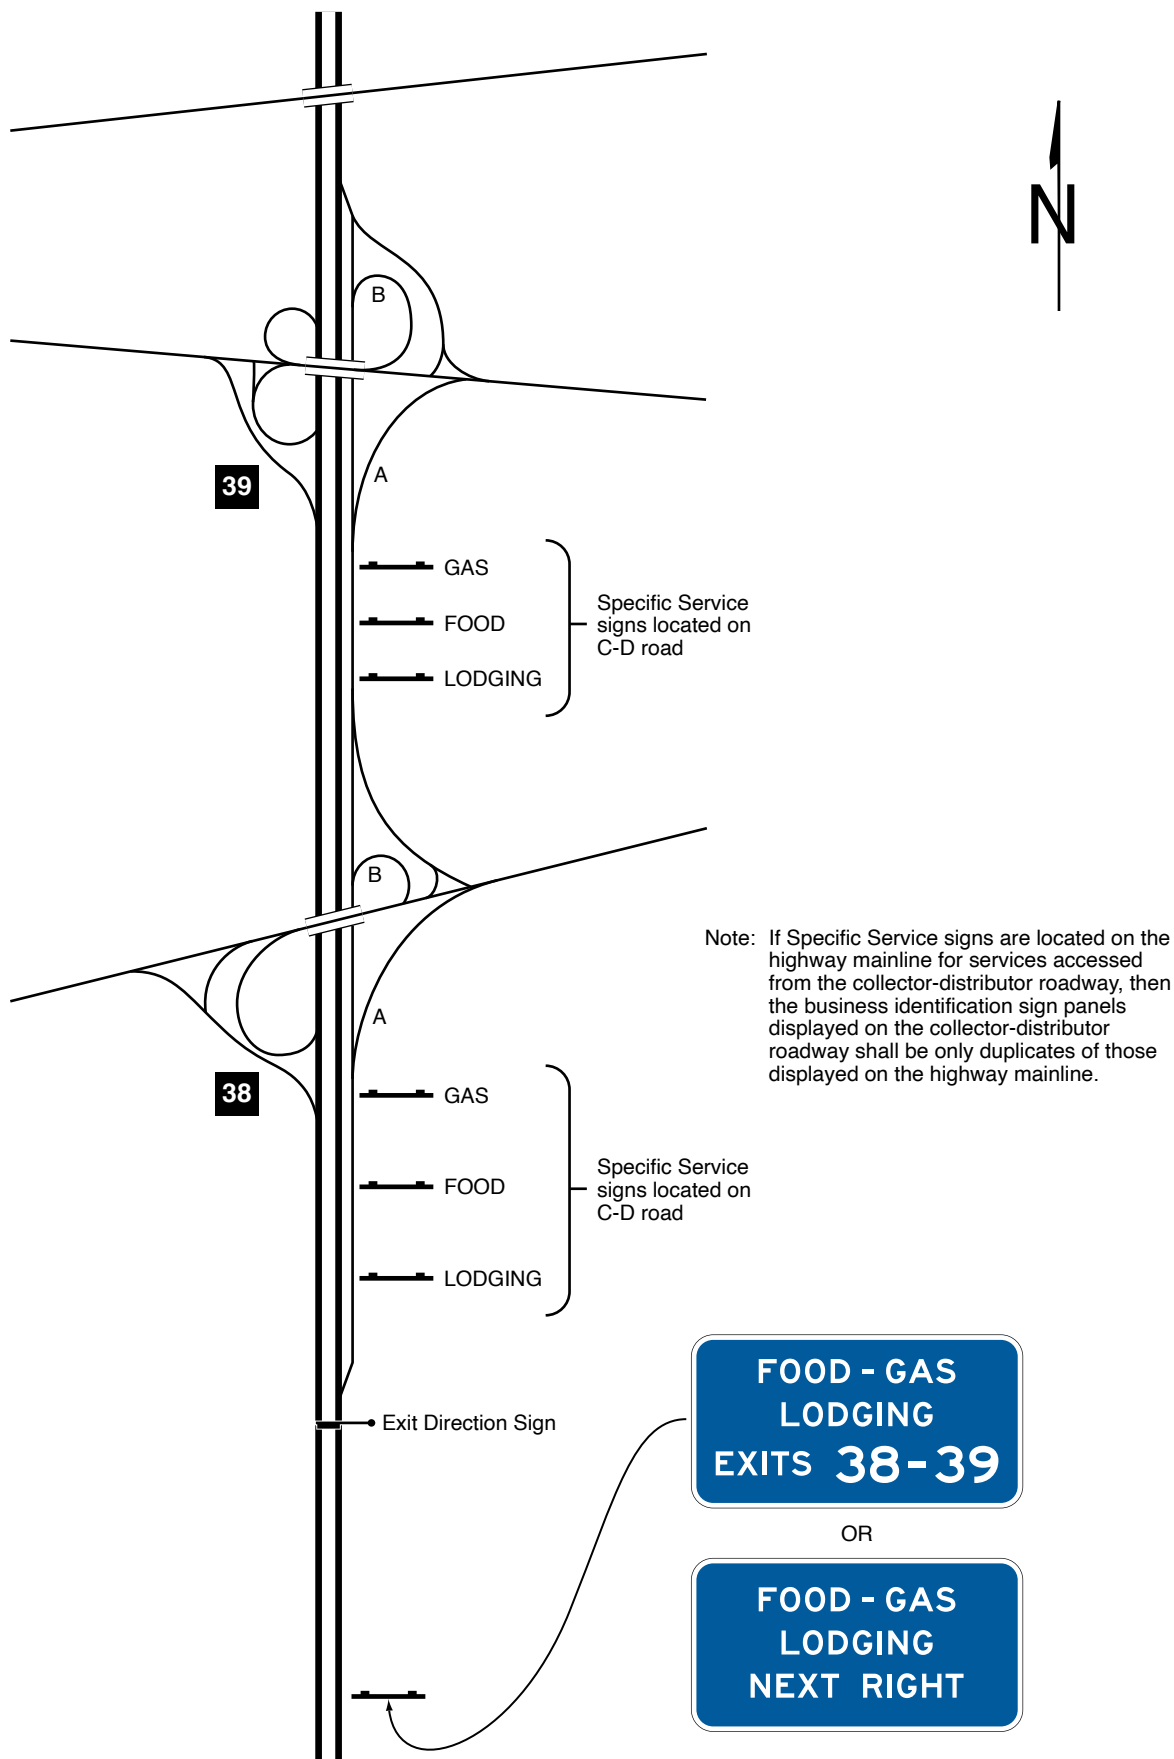 N
B
39
A
GAS
FOOD
LODGING
Specific Service
signs located on
C-D road
B
Note: If Specific Service signs are located on the
highway mainline for services accessed
from the collector-distributor roadway, then
the business identification sign panels
displayed on the collector-distributor
roadway shall be only duplicates of those
displayed on the highway mainline.
A
38
GAS
FOOD
LODGING
Specific Service
signs located on
C-D road
Exit Direction Sign
FOOD - GAS
LODGING
EXITS 38-39
OR
FOOD - GAS
LODGING
NEXT RIGHT